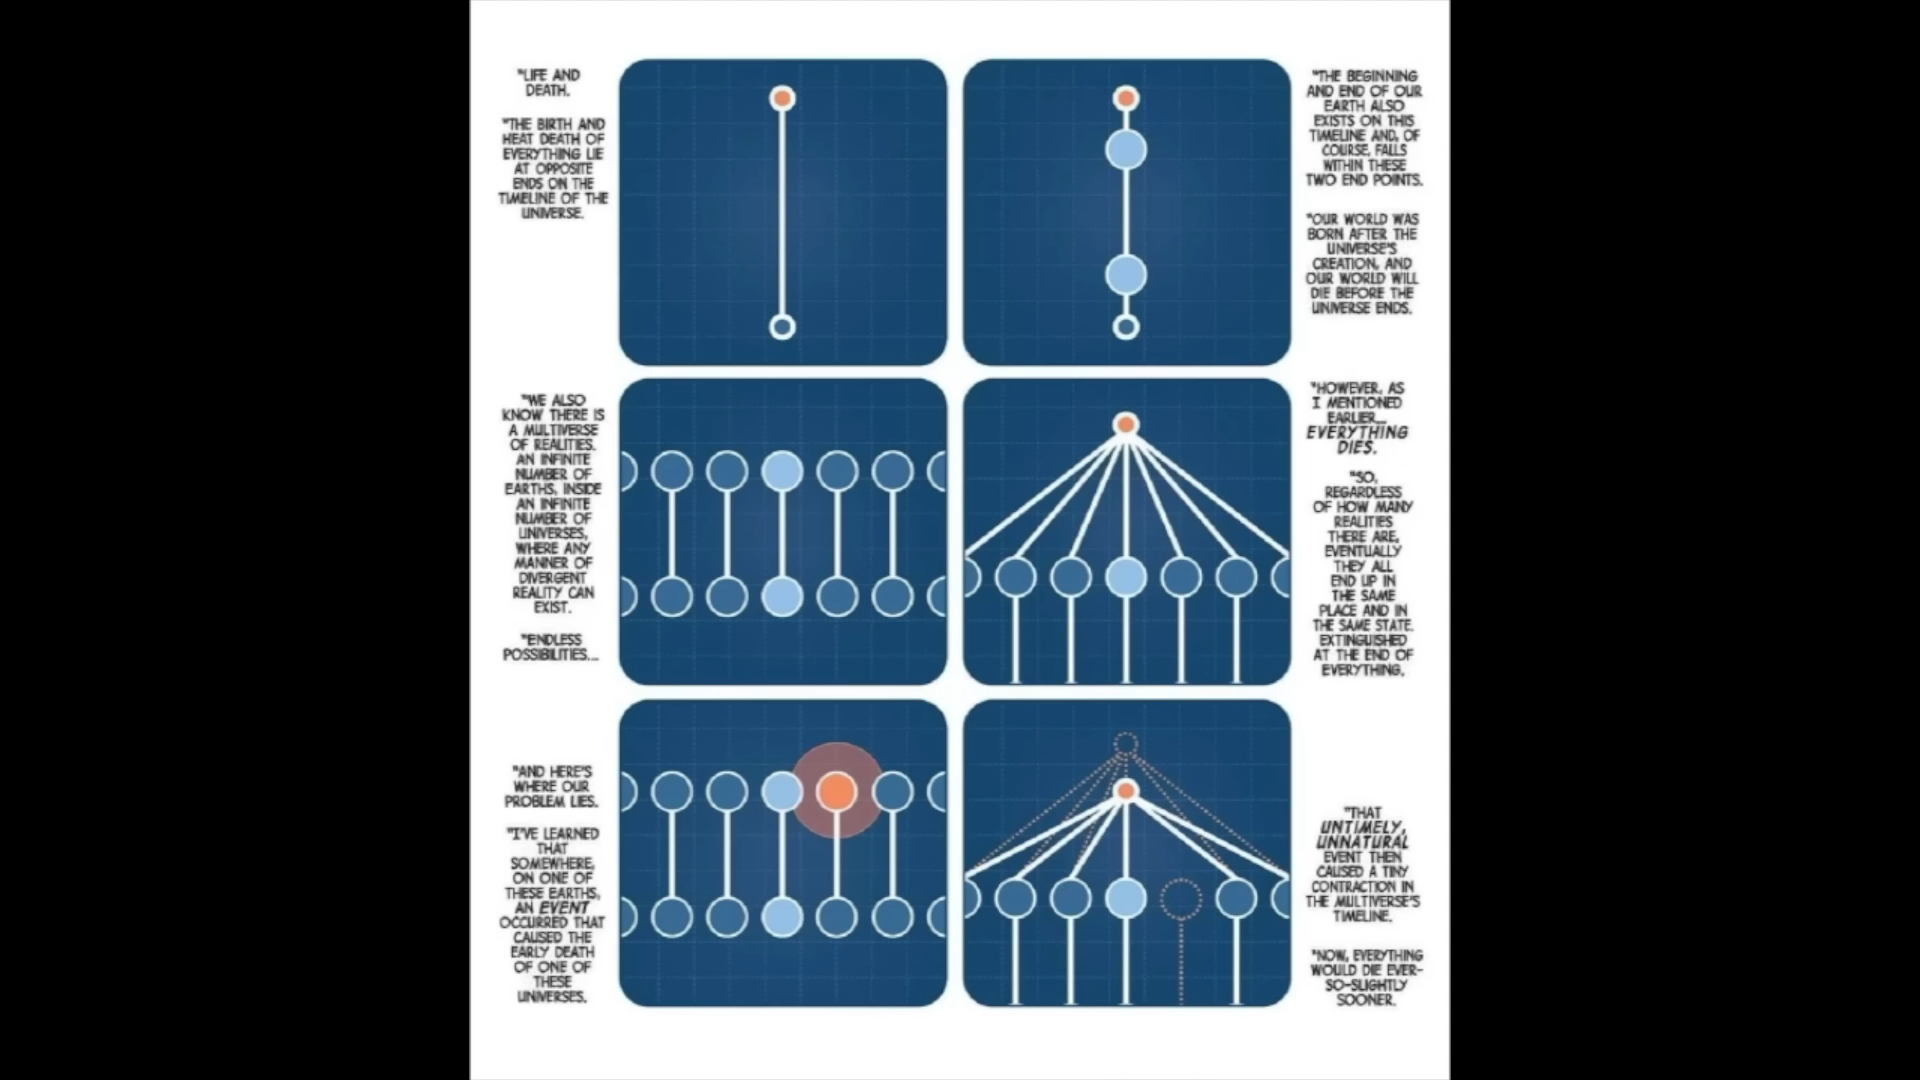 "LIFE AND
DEATH.
"THE BIRTH AND
HEAT DEATH OF
EVERYTHING LIE
AT OPPOSITE
ENDS ON THE
TIMELINE OF THE
UNIVERSE.
"THE BEGINNING
AND END OF OUR
EARTH ALSO
EXISTS ON THIS
TIMELINE AND, OF
COURSE, FALLS
WITHIN THESE
TWO END POINTS.
"OUR WORLD WAS
BORN AFTER THE
UNIVERSE'S
CREATION, AND
OUR WORLD WILL
DIE BEFORE THE
UNIVERSE ENDS.
"WE ALSO
KNOW THERE IS
A MULTIVERSE
OF REALITIES.
AN INFINITE
NUMBER OF
EARTHS, INSIDE
AN INFINITE
NUMBER OF
UNIVERSES,
WHERE ANY
MANNER OF
DIVERGENT
REALITY CAN
EXIST.
"ENDLESS
POSSIBILITIES...
"HOWEVER, AS
I MENTIONED
EARLIER...
EVERYTHING
DIES.
"SO,
REGARDLESS
OF HOW MANY
REALITIES
THERE ARE,
EVENTUALLY
THEY ALL
END UP IN
THE SAME
PLACE AND IN
THE SAME STATE.
EXTINGUISHED
AT THE END OF
EVERYTHING.
"AND HERE'S
WHERE OUR
PROBLEM LIES.
"I'VE LEARNED
THAT
SOMEWHERE,
ON ONE OF
THESE EARTHS,
AN EVENT
OCCURRED THAT
CAUSED THE
EARLY DEATH
OF ONE OF
THESE
UNIVERSES.
"THAT
UNTIMELY,
UNNATURAL
EVENT THEN
CAUSED A TINY
CONTRACTION IN
THE MULTIVERSE'S
TIMELINE.
"NOW, EVERYTHING
WOULD DIE EVER-
SO-SLIGHTLY
SOONER.